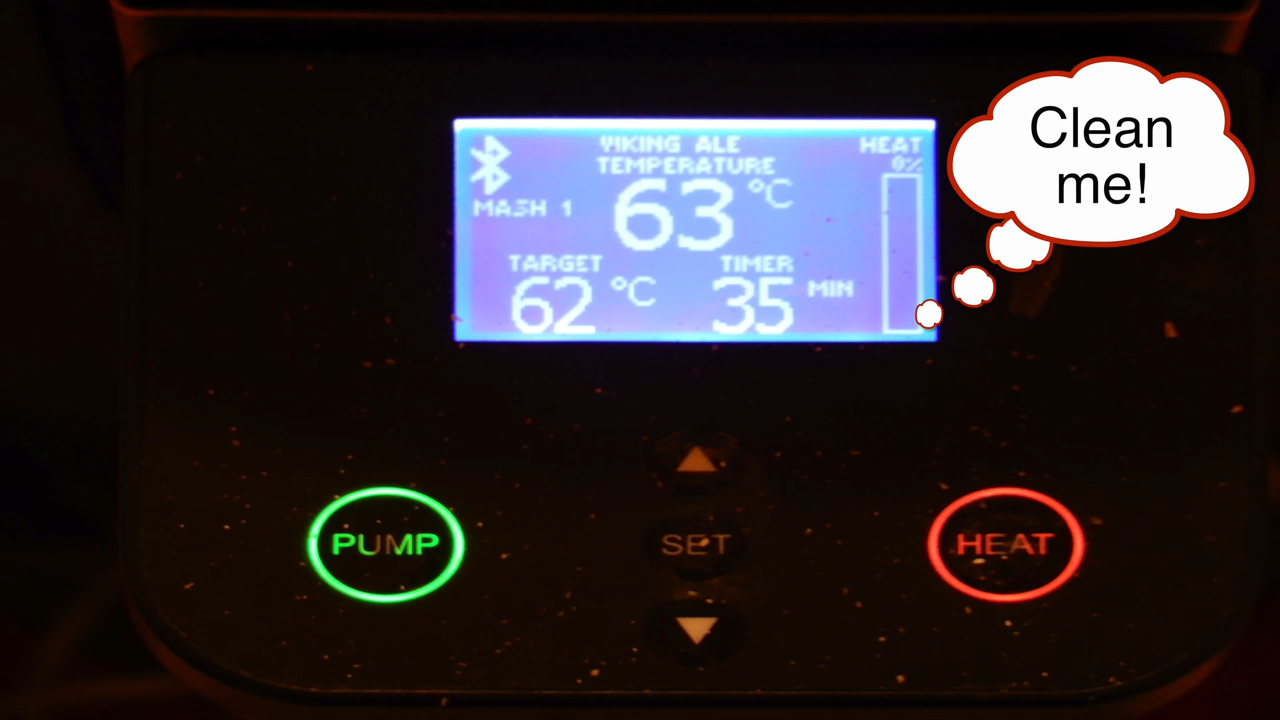 VIKING ALE
HEAT
TEMPERATURE
0%
63 °C
MASH 1
TARGET
TIMER
62 °C
35 MIN
Clean
me!
PUMP
SET
HEAT